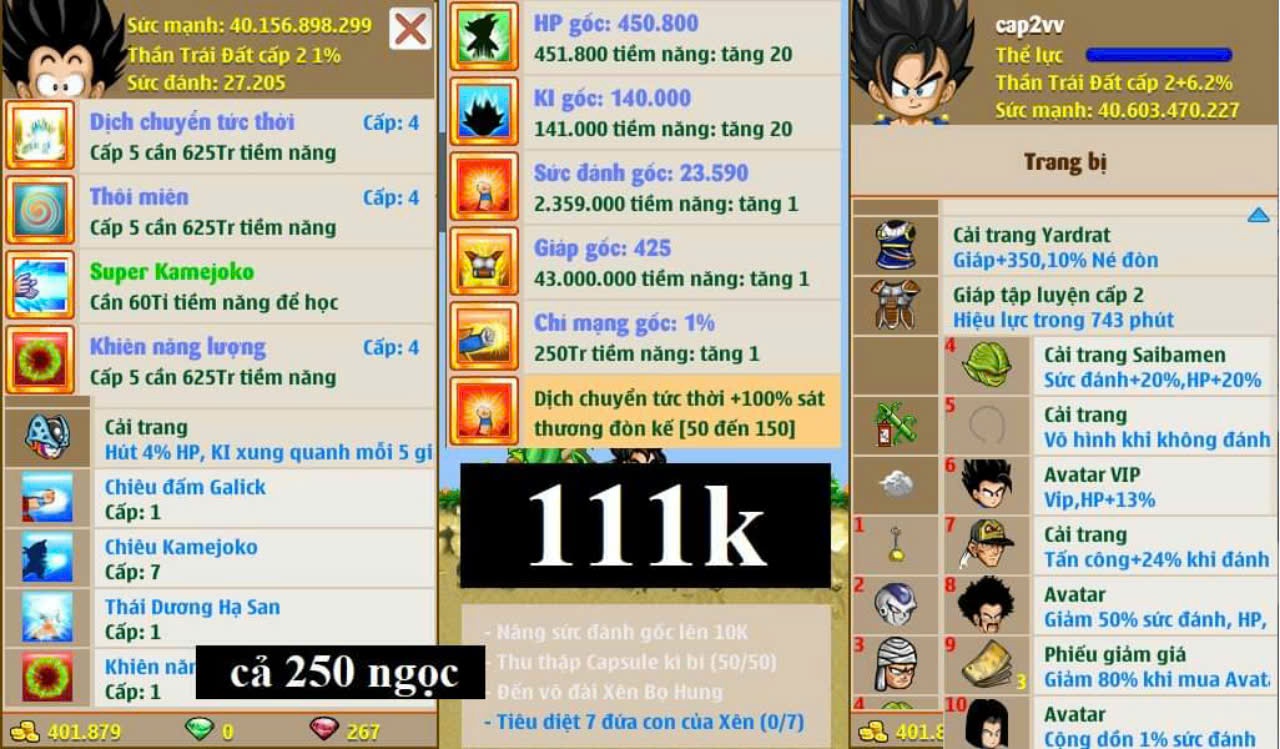 Sức mạnh: 40.156.898.299
Thần Trái Đất cấp 2 1%
Sức đánh: 27.205
Dịch chuyển tức thời Cấp: 4
Cấp 5 cần 625Tr tiềm năng
Thôi miên Cấp: 4
Cấp 5 cần 625Tr tiềm năng
Super Kamejoko
Cần 60Tỉ tiềm năng để học
Khiên năng lượng Cấp: 4
Cấp 5 cần 625Tr tiềm năng
Cải trang
Hút 4% HP, KI xung quanh mỗi 5 gi
Chiêu đấm Galick
Cấp: 1
Chiêu Kamejoko
Cấp: 7
Thái Dương Hạ San
Cấp: 1
Khiên năn
Cấp: 1
cả 250 ngọc
401.879 0 267
HP gốc: 450.800
451.800 tiềm năng: tăng 20
KI gốc: 140.000
141.000 tiềm năng: tăng 20
Sức đánh gốc: 23.590
2.359.000 tiềm năng: tăng 1
Giáp gốc: 425
43.000.000 tiềm năng: tăng 1
Chí mạng gốc: 1%
250Tr tiềm năng: tăng 1
Dịch chuyển tức thời +100% sát
thương đòn kế [50 đến 150]
111k
- Nâng sức đánh gốc lên 10K
- Thu thập Capsule kì bí (50/50)
- Đến võ đài Xên Bọ Hung
- Tiêu diệt 7 đứa con của Xên (0/7)
cap2vv
Thể lực
Thần Trái Đất cấp 2+6.2%
Sức mạnh: 40.603.470.227
Trang bị
Cải trang Yardrat
Giáp+350,10% Né đòn
Giáp tập luyện cấp 2
Hiệu lực trong 743 phút
4
Cải trang Saibamen
Sức đánh+20%,HP+20%
5
Cải trang
Vô hình khi không đánh
6
Avatar VIP
Vip,HP+13%
1
7
Cải trang
Tấn công+24% khi đánh
2
8
Avatar
Giảm 50% sức đánh, HP,
3
9
3
Phiếu giảm giá
Giảm 80% khi mua Avata
4
10
Avatar
Cộng dồn 1% sức đánh
401.8